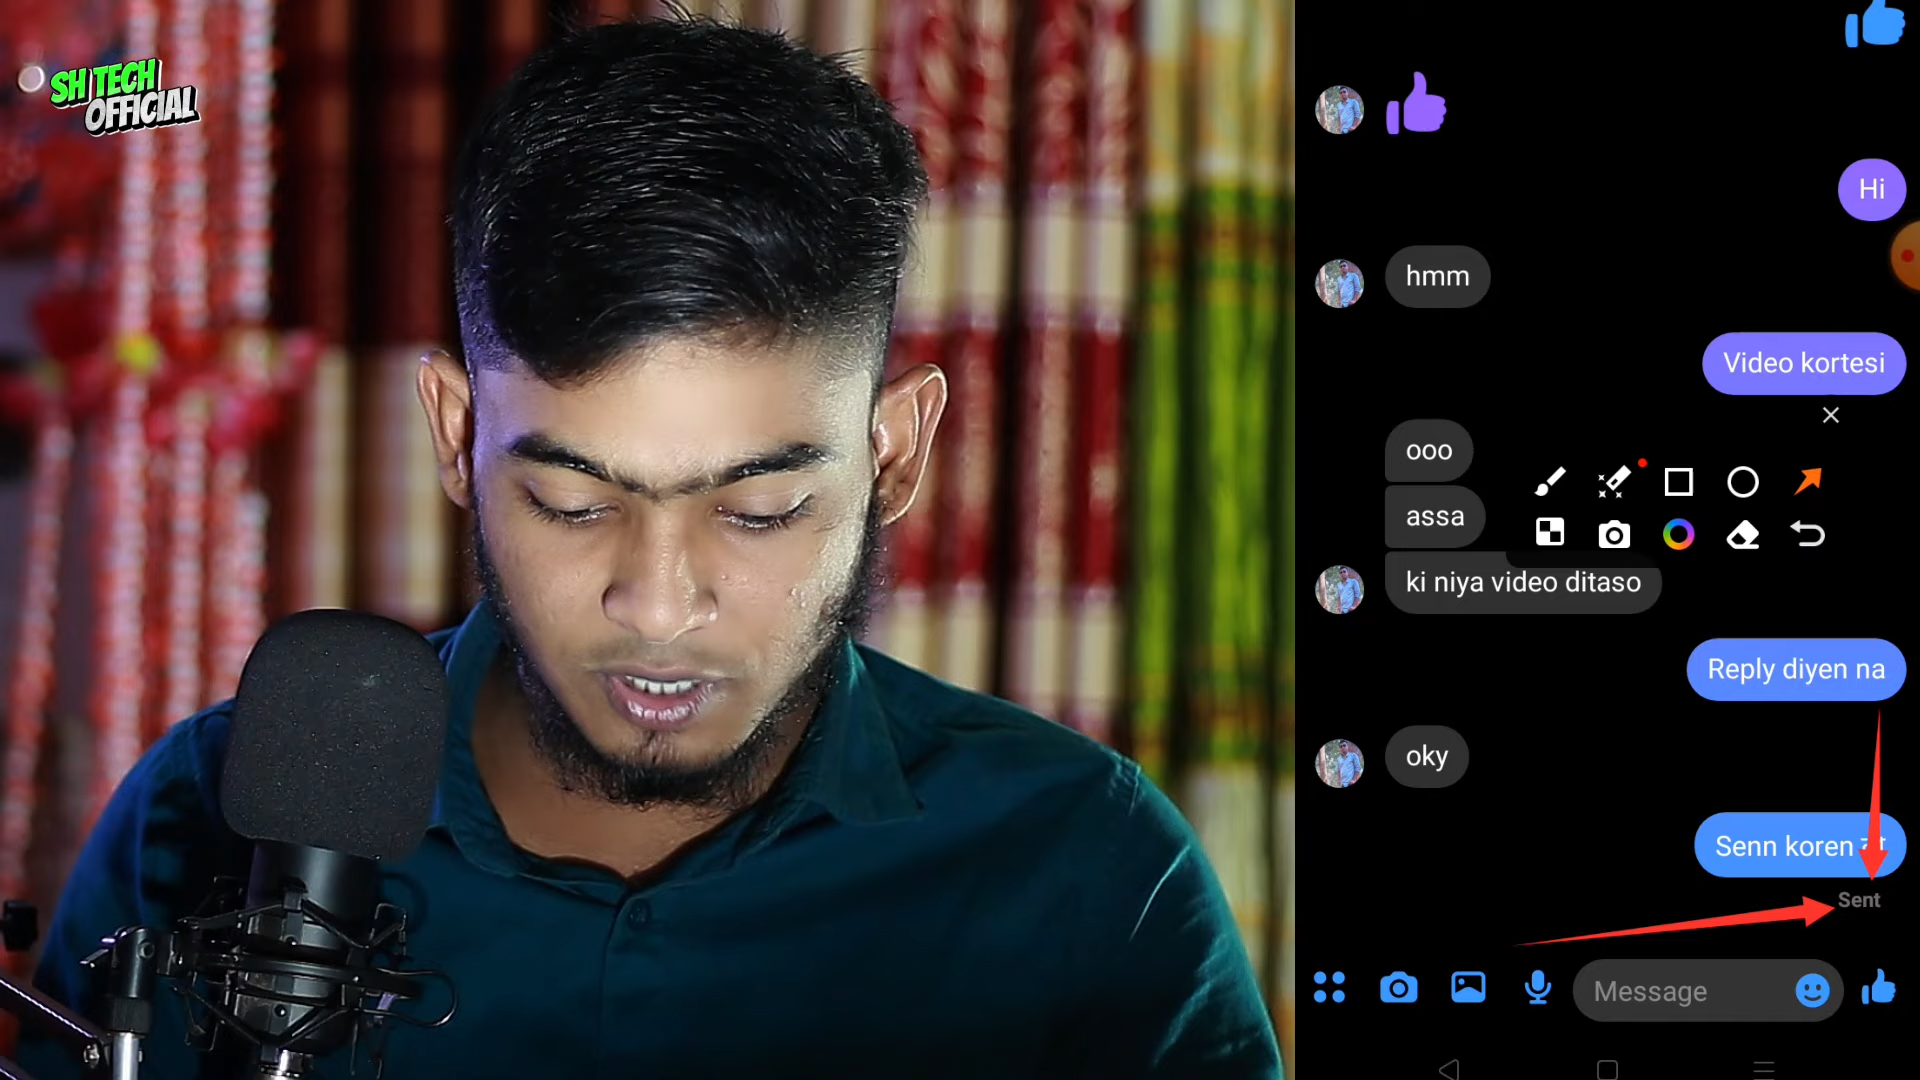 SH TECH
OFFICIAL
Hi
hmm
Video kortesi
ooo
assa
ki niya video ditaso
Reply diyen na
oky
Senn koren
Sent
Message